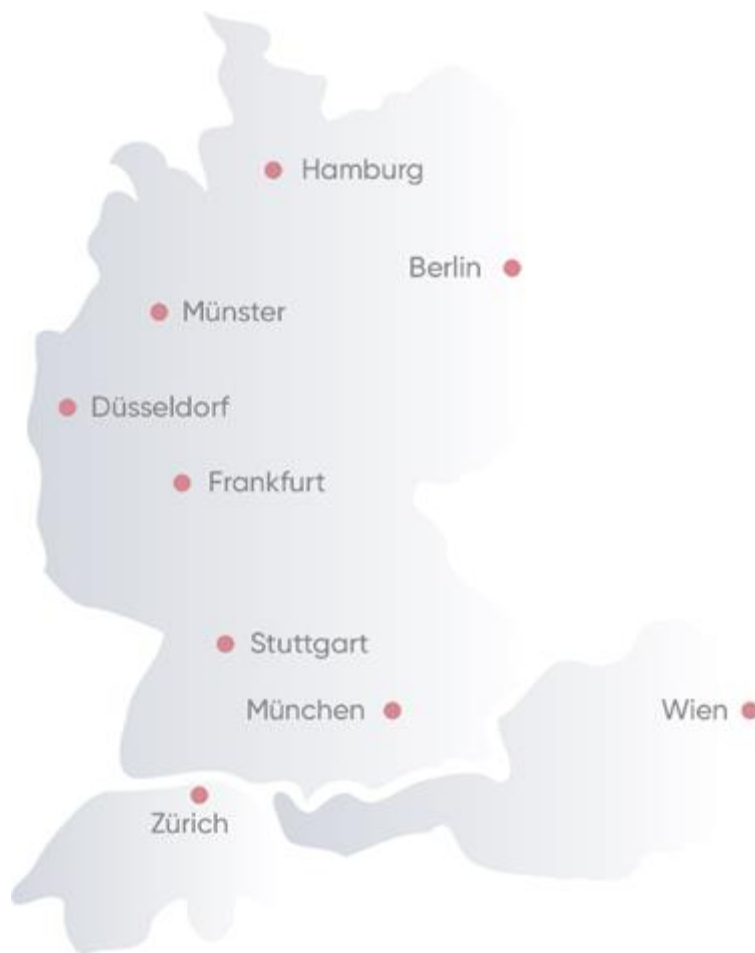 Hamburg
Berlin
Münster
Düsseldorf
Frankfurt
Stuttgart
München
Wien
Zürich